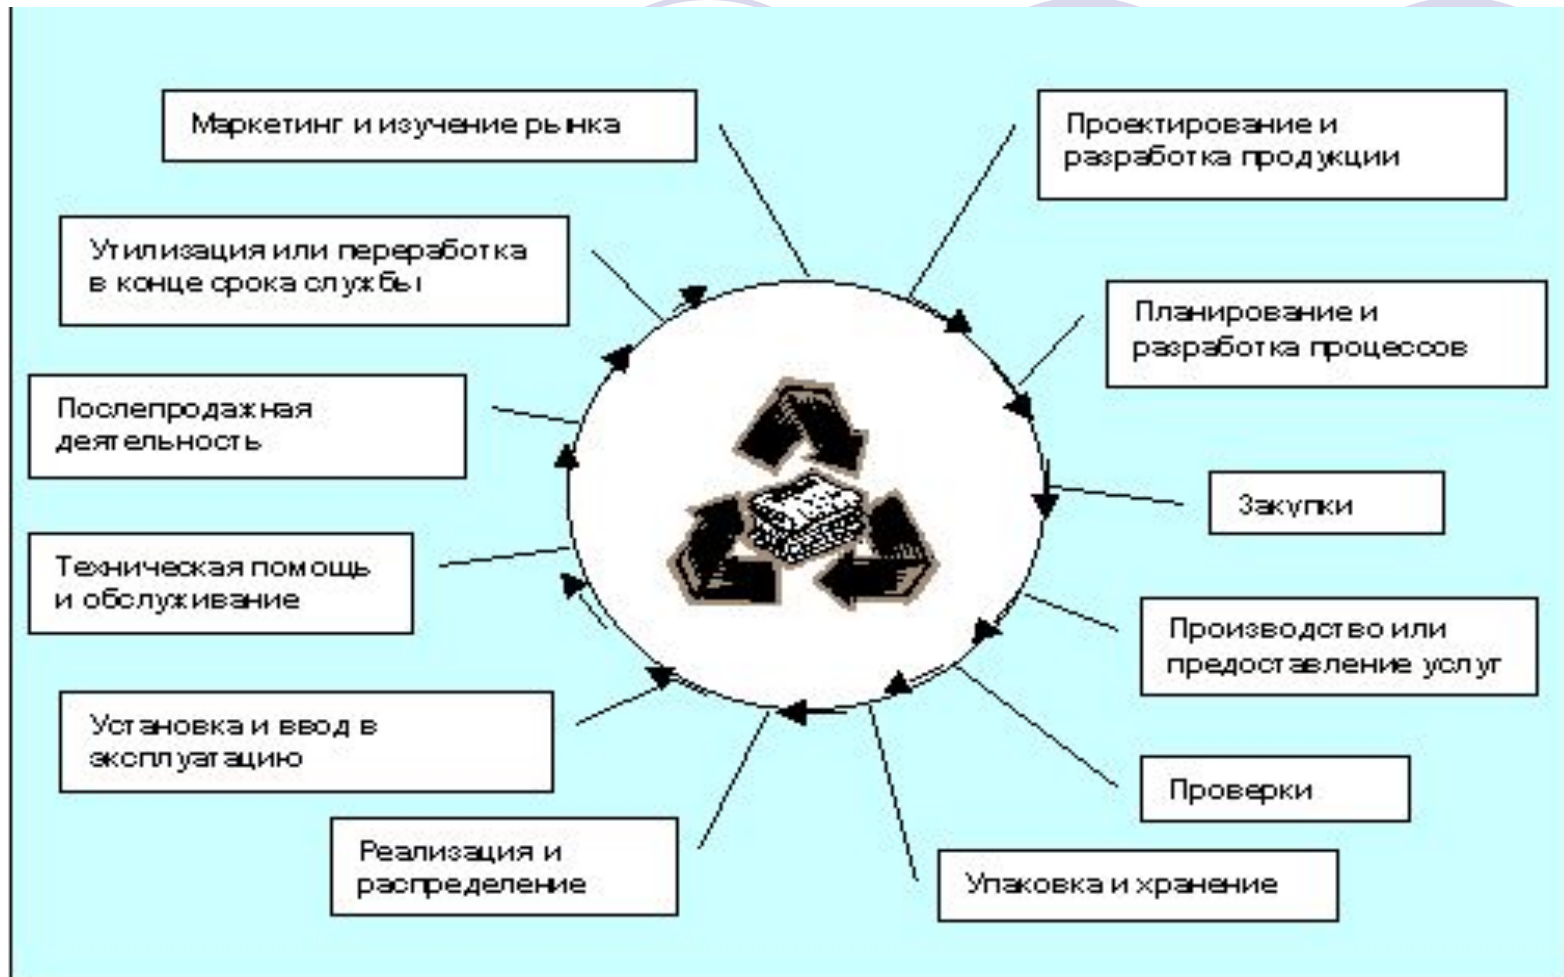 Маркетинг и изучение рынка
Проектирование и
разработка продукции
Планирование и
разработка процессов
Закупки
Производство или
предоставление услуг
Проверки
Упаковка и хранение
Реализация и
распределение
Установка и ввод в
эксплуатацию
Техническая помощь
и обслуживание
Послепродажная
деятельность
Утилизация или переработка
в конце срока службы